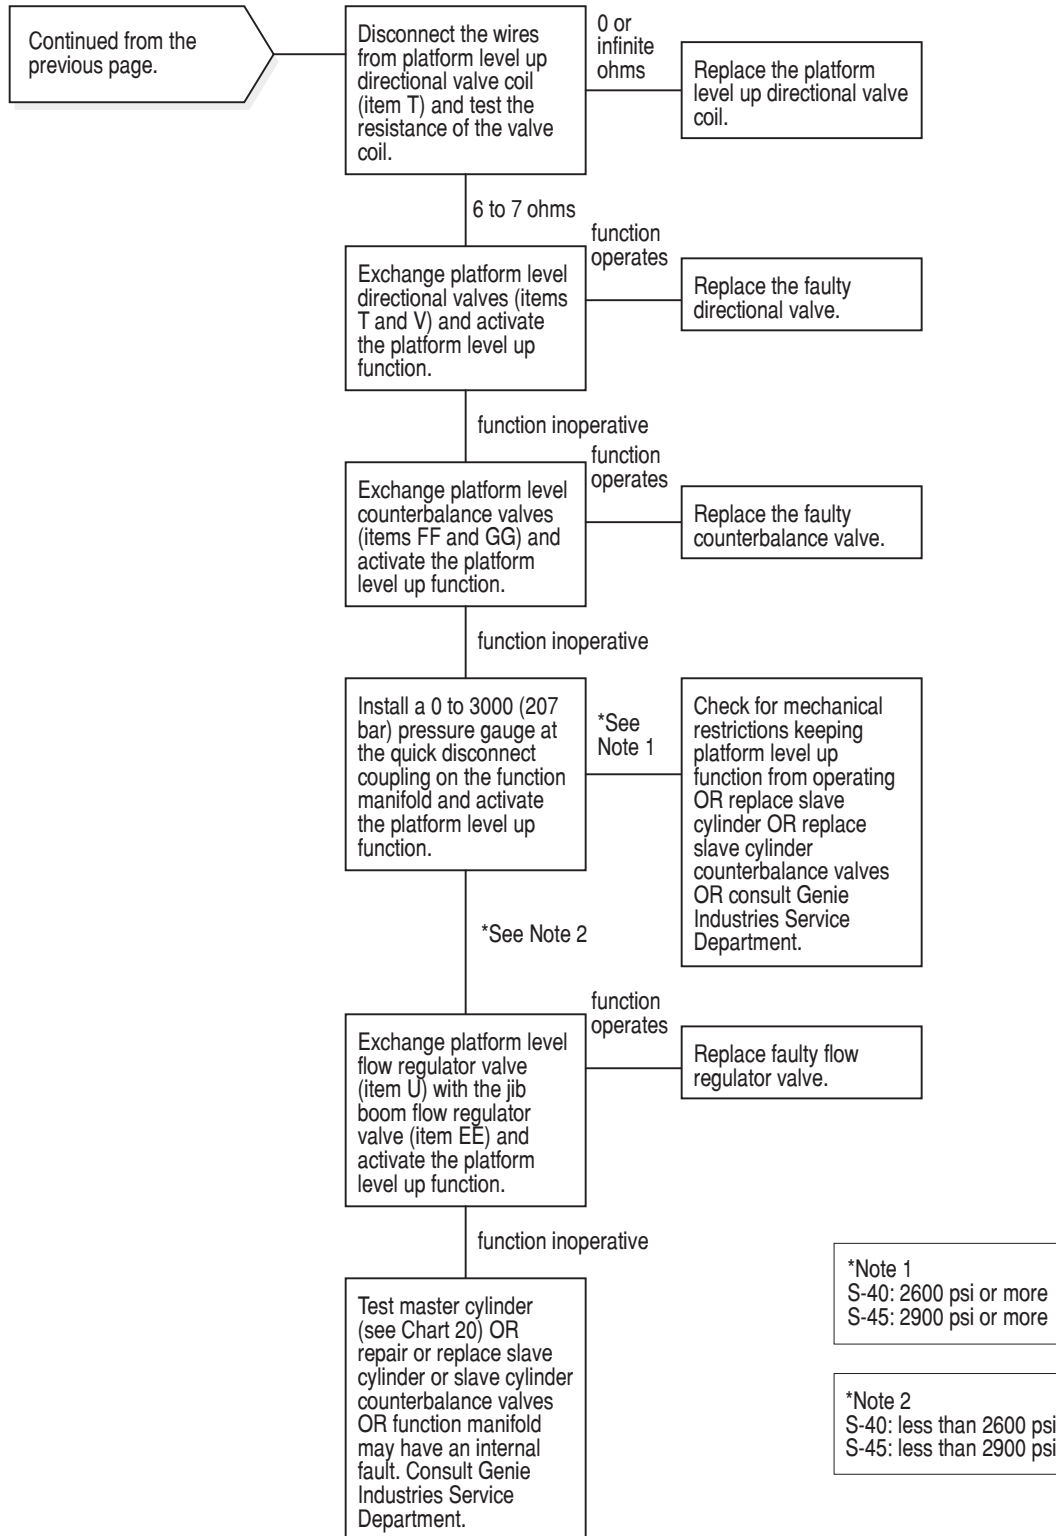 Continued from the
previous page.
Disconnect the wires
from platform level up
directional valve coil
(item T) and test the
resistance of the valve
coil.
0 or
infinite
ohms
Replace the platform
level up directional valve
coil.
6 to 7 ohms
Exchange platform level
directional valves (items
T and V) and activate
the platform level up
function.
function
operates
Replace the faulty
directional valve.
function inoperative
Exchange platform level
counterbalance valves
(items FF and GG) and
activate the platform
level up function.
function
operates
Replace the faulty
counterbalance valve.
function inoperative
Install a 0 to 3000 (207
bar) pressure gauge at
the quick disconnect
coupling on the function
manifold and activate
the platform level up
function.
*See
Note 1
Check for mechanical
restrictions keeping
platform level up
function from operating
OR replace slave
cylinder OR replace
slave cylinder
counterbalance valves
OR consult Genie
Industries Service
Department.
*See Note 2
Exchange platform level
flow regulator valve
(item U) with the jib
boom flow regulator
valve (item EE) and
activate the platform
level up function.
function
operates
Replace faulty flow
regulator valve.
function inoperative
Test master cylinder
(see Chart 20) OR
repair or replace slave
cylinder or slave cylinder
counterbalance valves
OR function manifold
may have an internal
fault. Consult Genie
Industries Service
Department.
*Note 1
S-40: 2600 psi or more
S-45: 2900 psi or more
*Note 2
S-40: less than 2600 psi
S-45: less than 2900 psi